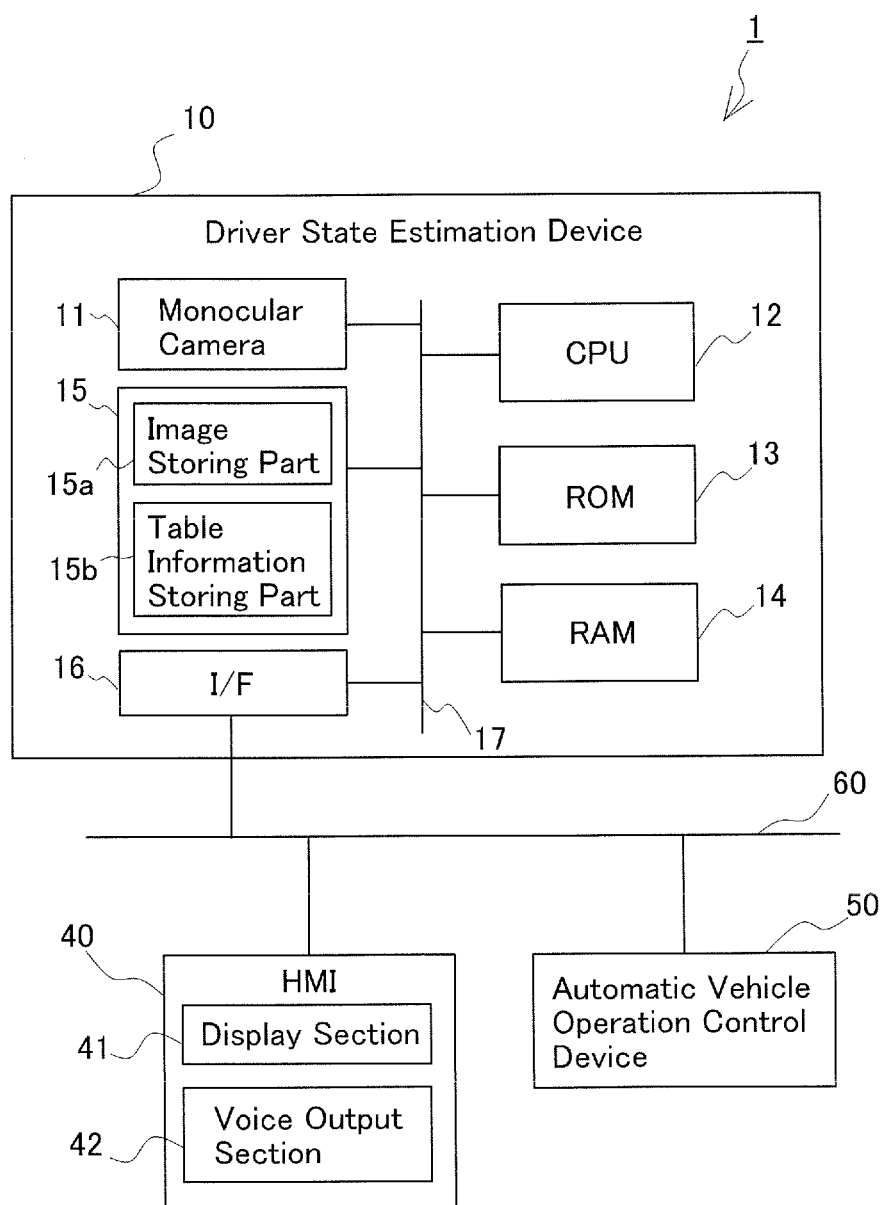 1
10
Driver State Estimation Device
11
Monocular
Camera
12
CPU
15
Image
Storing Part
15a
13
ROM
Table
Information
Storing Part
15b
14
RAM
16
I/F
17
60
40
HMI
50
Display Section
41
Automatic Vehicle
Operation Control
Device
Voice Output
Section
42